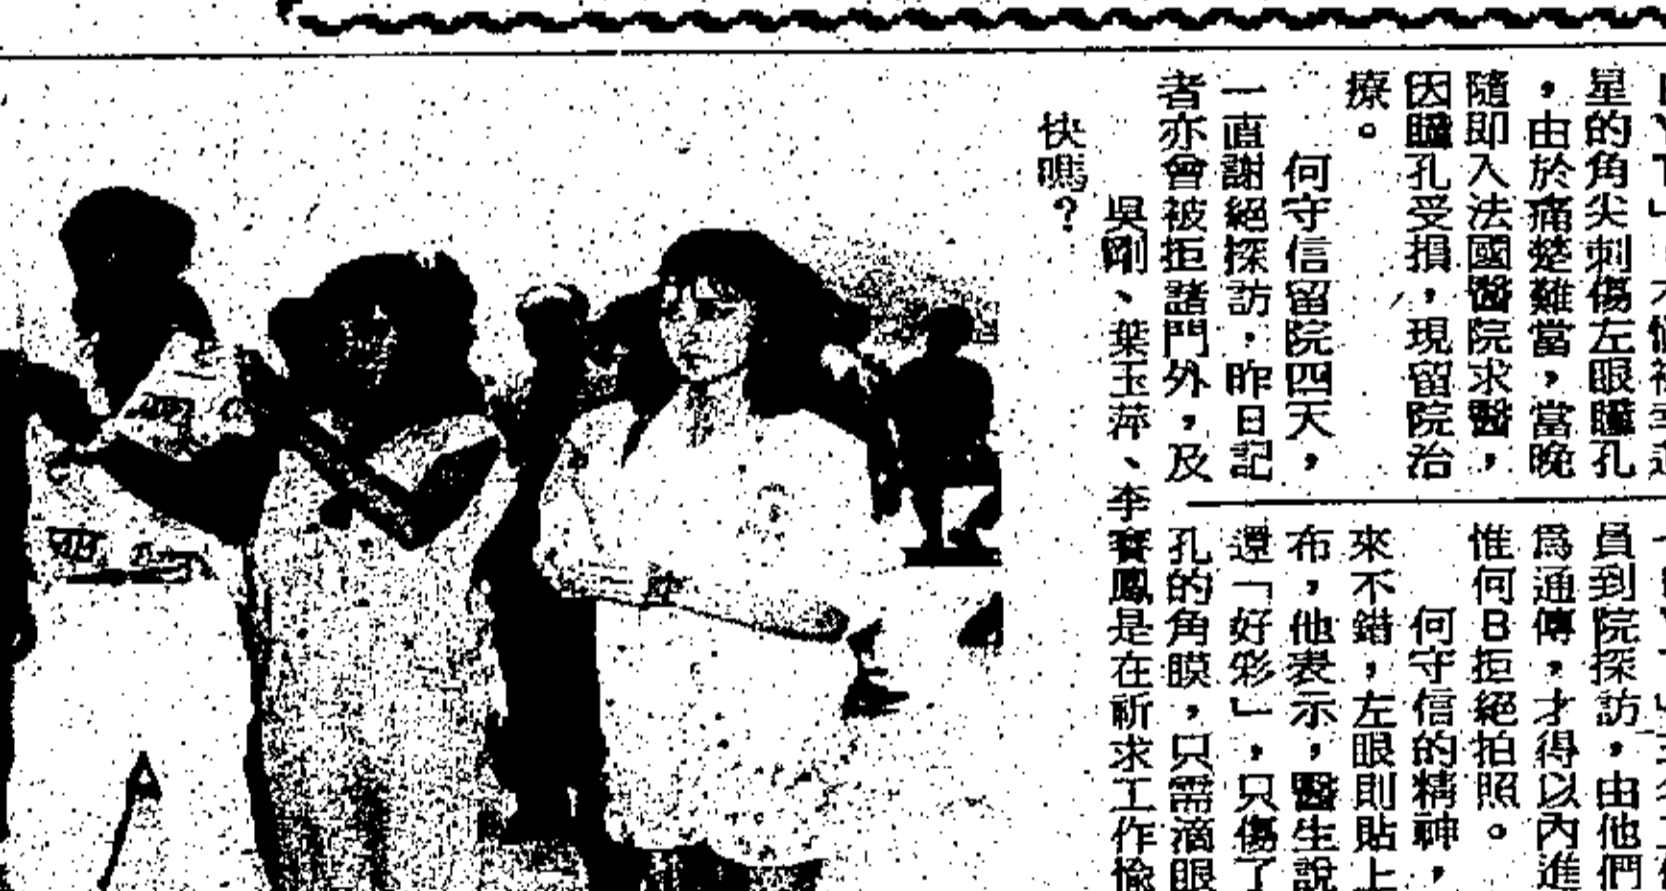 星的角尖刺傷左眼瞳孔
，由於痛楚難當，當晚
隨即入法國醫院求醫，
因瞳孔受損，現留院治
療。
何守信留院四天，
一直謝絕探訪，昨日記
者亦曾被拒諸門外，及
員到院探訪，由他們
為通傳，才得以內進
惟何B拒絕拍照。
何守信的精神，
來不錯，左眼則貼上
布，他表示，醫生說
還「好彩」，只傷了
孔的角膜，只需滴眼
吳剛、葉玉萍、李賽鳳是在祈求工作愉
快嗎？